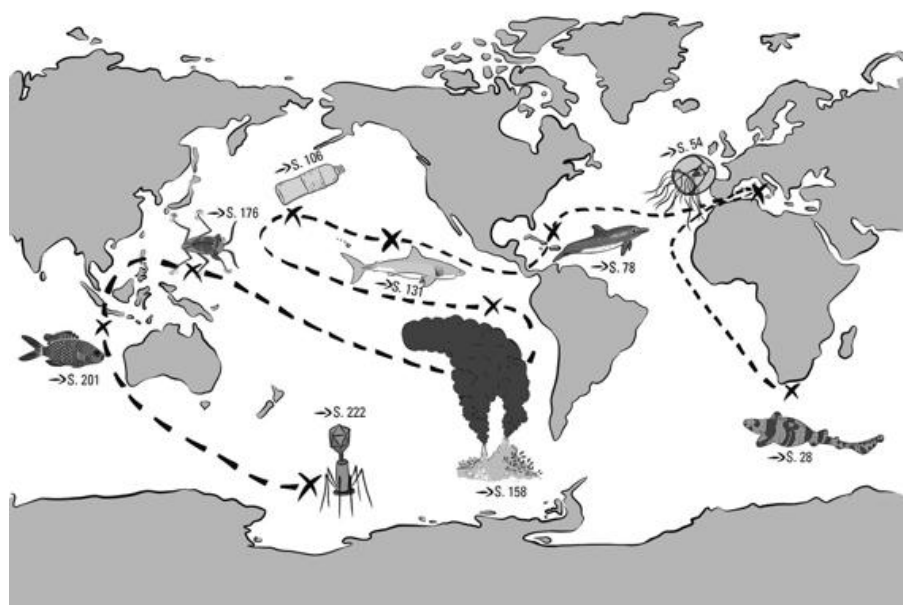 →S. 54
→S. 106
→S. 176
→S. 78
→S. 131
→S. 201
→S. 222
→S. 28
→S. 158